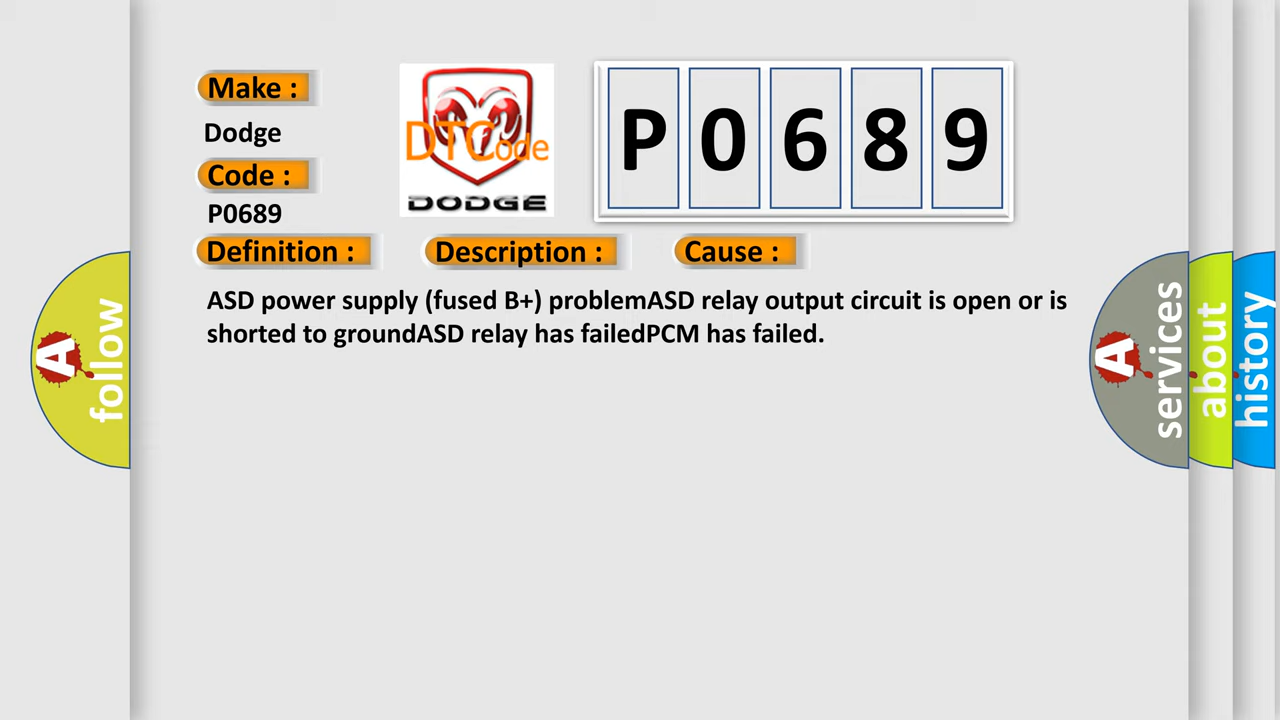 Make :
Dodge
Code :
P0689
DTCode
DODGE
P0689
Definition :
Description :
Cause :
ASD power supply (fused B+) problemASD relay output circuit is open or is
shorted to groundASD relay has failedPCM has failed.
A follow
A services
about
history